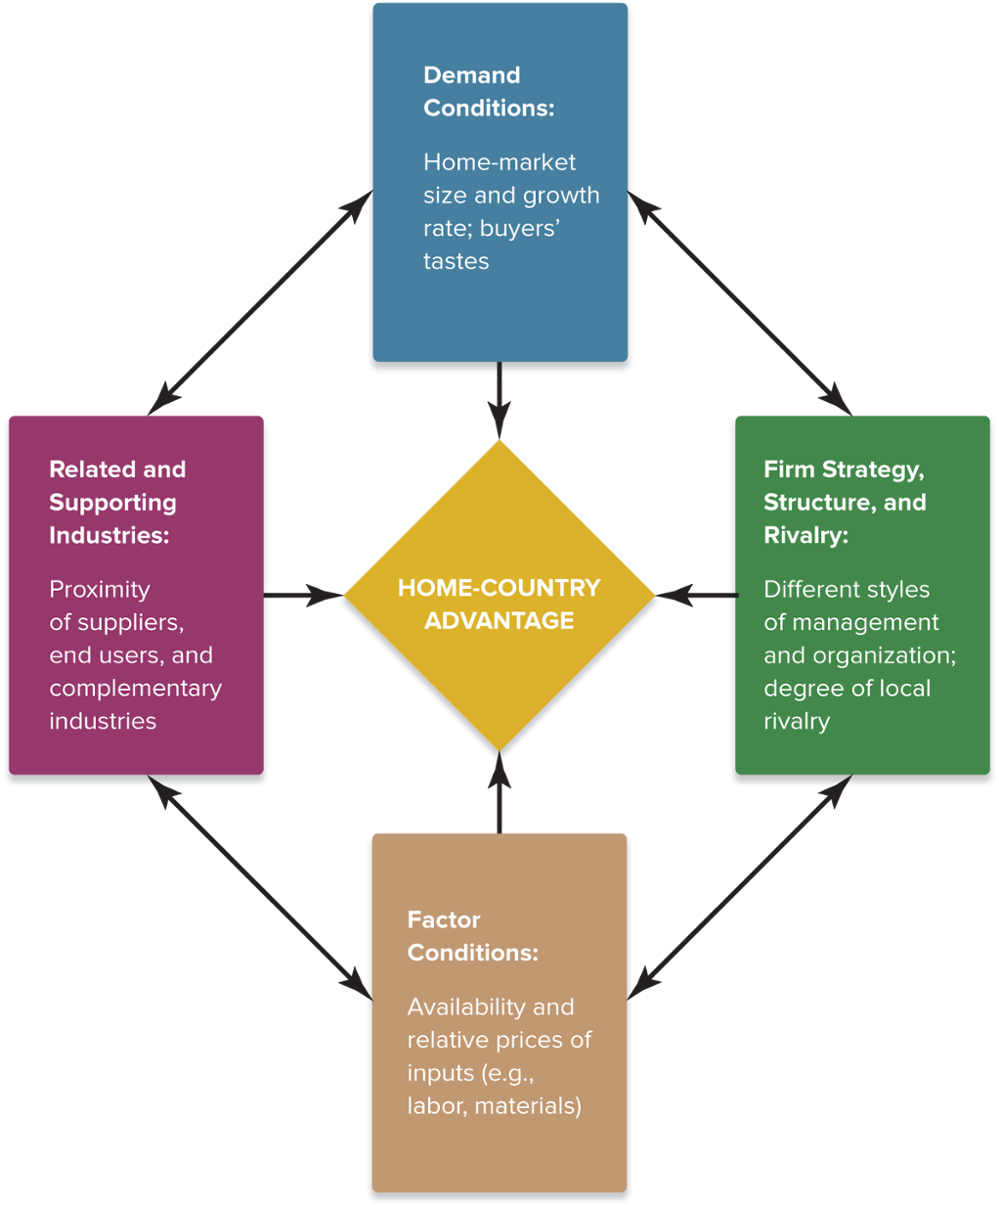 Demand
Conditions:
Home-market
size and growth
rate; buyers’
tastes
Related and
Supporting
Industries:
Proximity
of suppliers,
end users, and
complementary
industries
HOME-COUNTRY
ADVANTAGE
Firm Strategy,
Structure, and
Rivalry:
Different styles
of management
and organization;
degree of local
rivalry
Factor
Conditions:
Availability and
relative prices of
inputs (e.g.,
labor, materials)